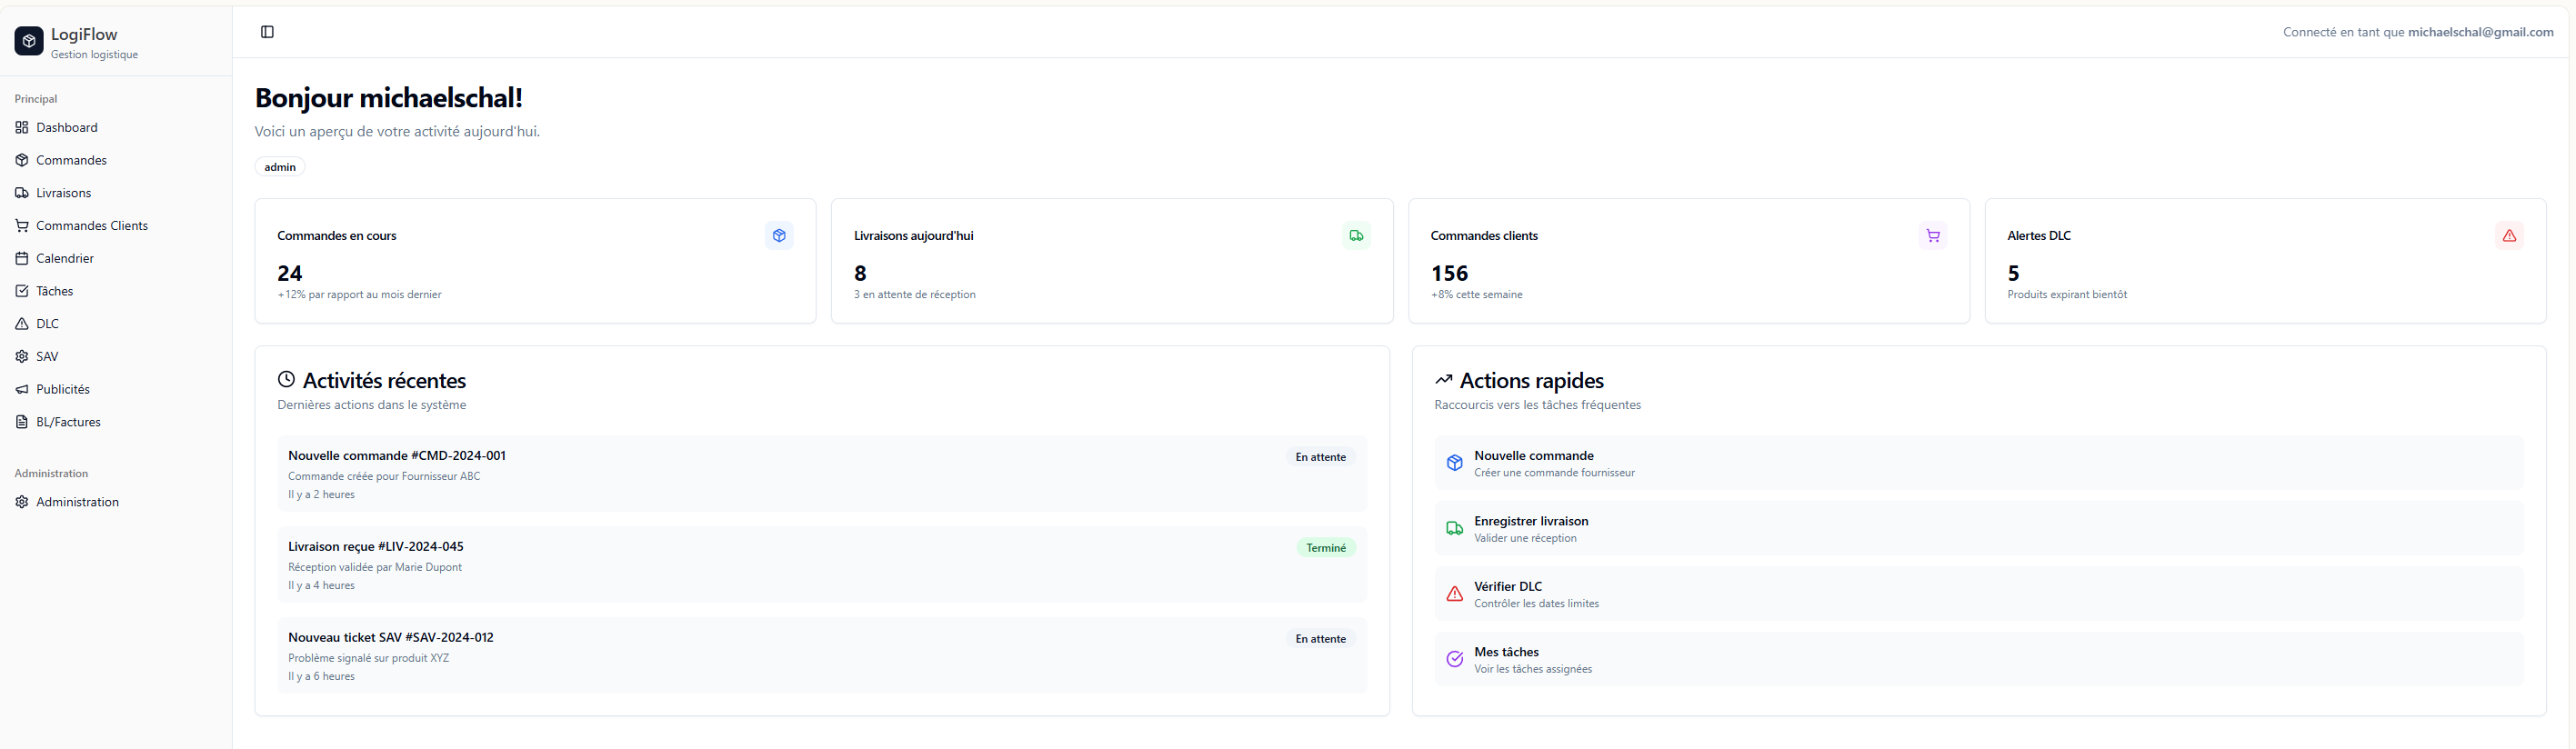 LogiFlow
Gestion logistique
Principal
Dashboard
Commandes
Livraisons
Commandes Clients
Calendrier
Tâches
DLC
SAV
Publicités
BL/Factures
Administration
Administration
Connecté en tant que michaelschal@gmail.com
Bonjour michaelschal!
Voici un aperçu de votre activité aujourd'hui.
admin
Commandes en cours
24
+12% par rapport au mois dernier
Livraisons aujourd'hui
8
3 en attente de réception
Commandes clients
156
+8% cette semaine
Alertes DLC
5
Produits expirant bientôt
Activités récentes
Dernières actions dans le système
Nouvelle commande #CMD-2024-001
En attente
Commande créée pour Fournisseur ABC
Il y a 2 heures
Livraison reçue #LIV-2024-045
Terminé
Réception validée par Marie Dupont
Il y a 4 heures
Nouveau ticket SAV #SAV-2024-012
En attente
Problème signalé sur produit XYZ
Il y a 6 heures
Actions rapides
Raccourcis vers les tâches fréquentes
Nouvelle commande
Créer une commande fournisseur
Enregistrer livraison
Valider une réception
Vérifier DLC
Contrôler les dates limites
Mes tâches
Voir les tâches assignées